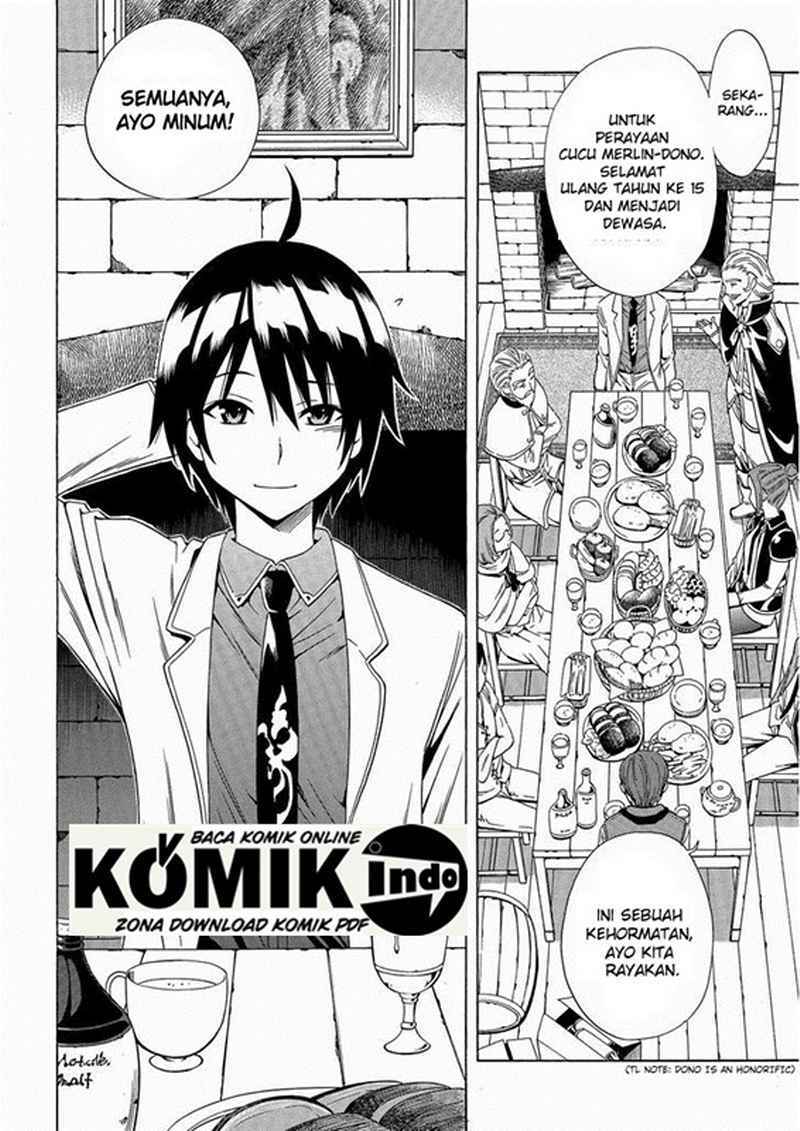 SEKA-
RANG...
UNTUK
PERAYAAN
CUCU MERLIN-DONO.
SELAMAT
ULANG TAHUN KE 15
DAN MENJADI
DEWASA.
INI SEBUAH
KEHORMATAN,
AYO KITA
RAYAKAN.
(TL NOTE: DONO IS AN HONORIFIC)
SEMUANYA,
AYO MINUM!
BACA KOMIK ONLINE
KOMIK Indo
ZONA DOWNLOAD KOMIK PDF